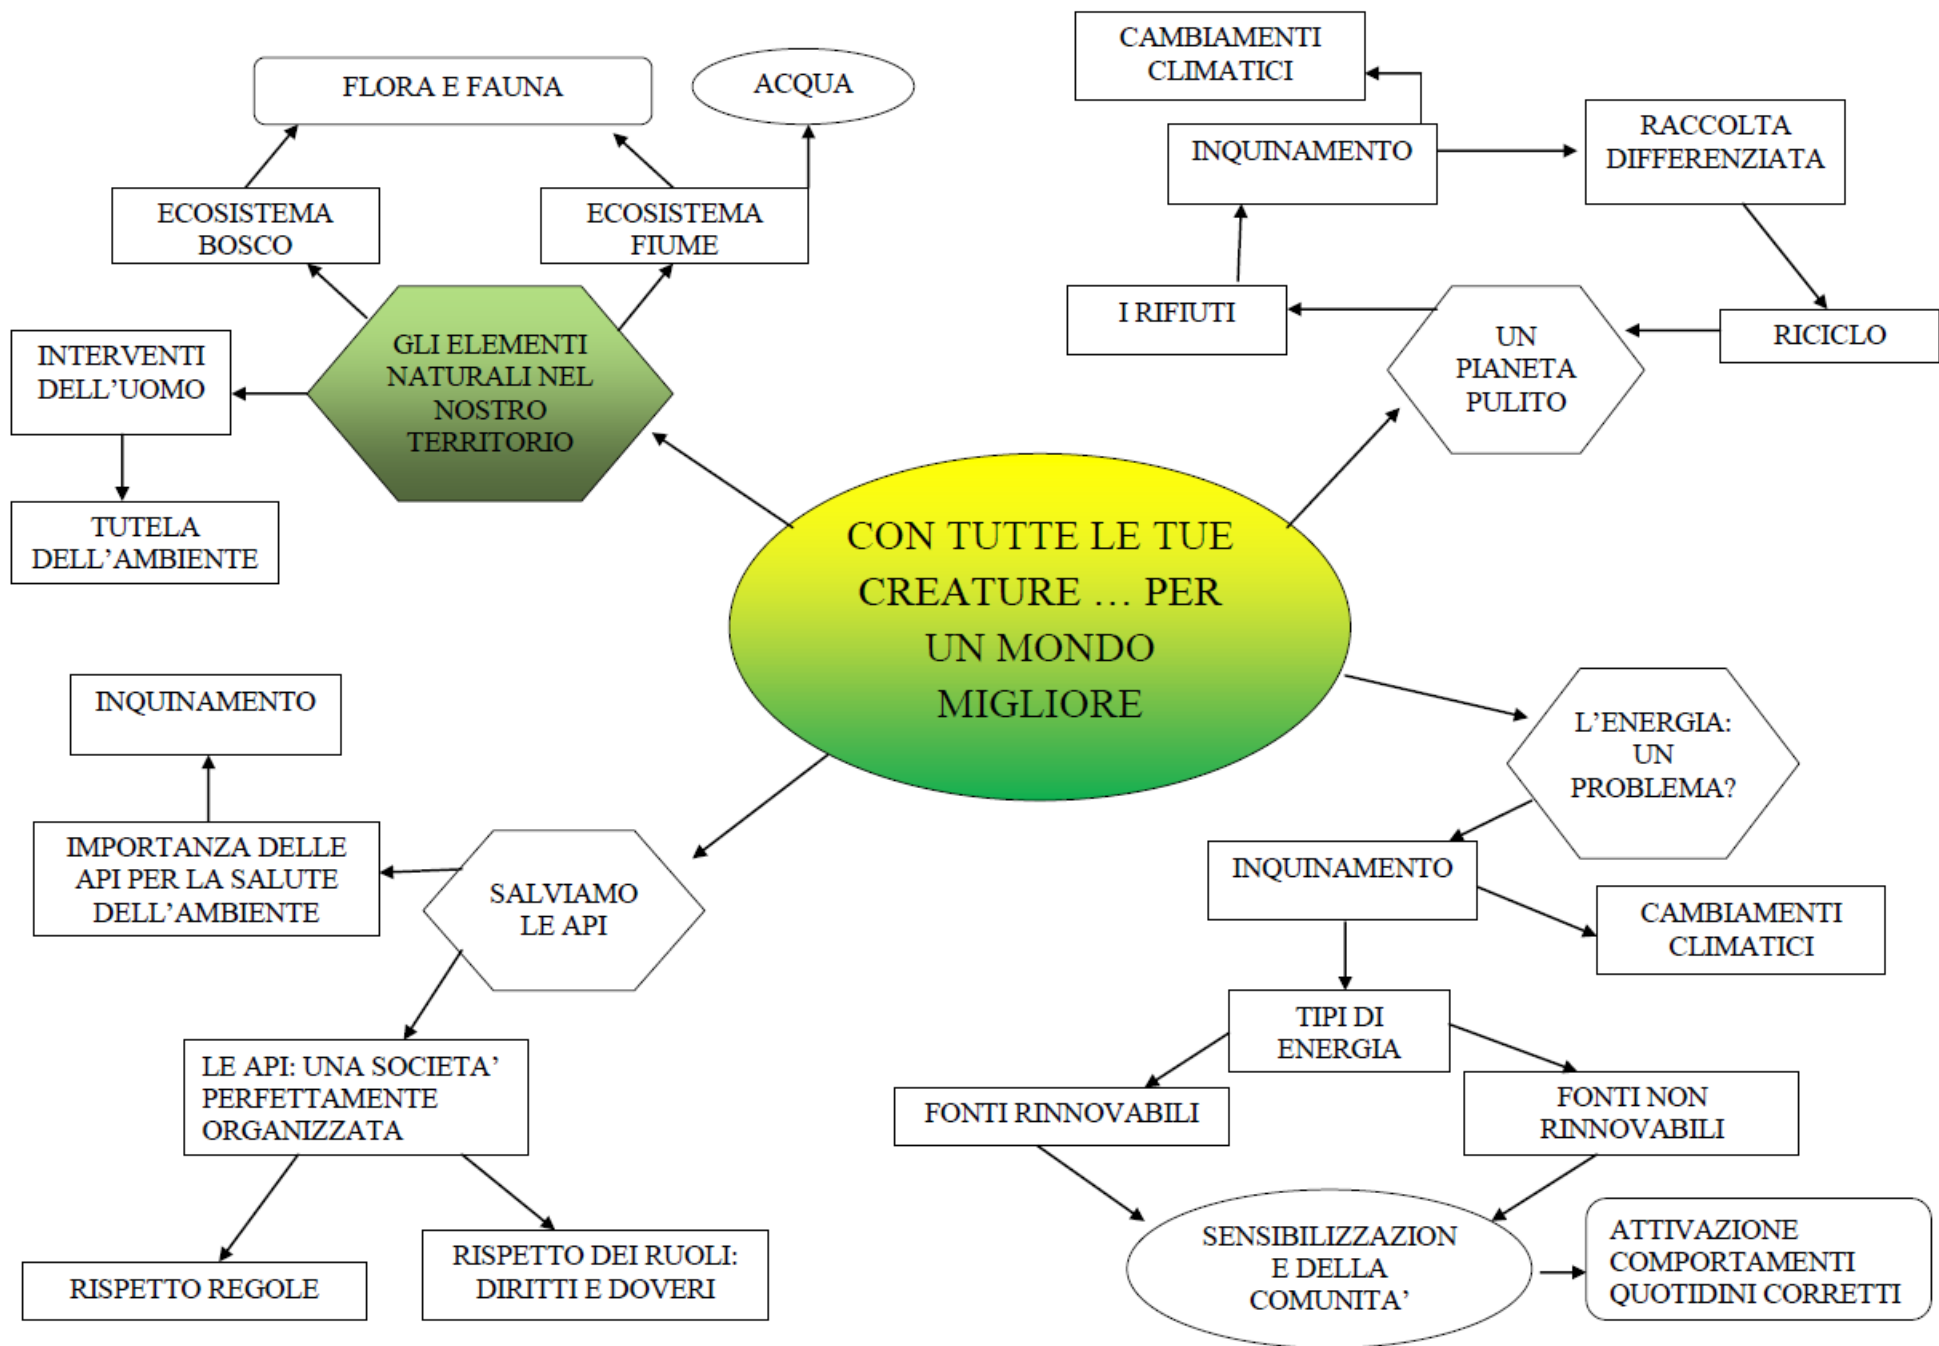 FLORA E FAUNA
ACQUA
ECOSISTEMA
BOSCO
ECOSISTEMA
FIUME
INTERVENTI
DELL’UOMO
GLI ELEMENTI
NATURALI NEL
NOSTRO
TERRITORIO
TUTELA
DELL’AMBIENTE
CAMBIAMENTI
CLIMATICI
INQUINAMENTO
RACCOLTA
DIFFERENZIATA
I RIFIUTI
UN
PIANETA
PULITO
RICICLO
CON TUTTE LE TUE
CREATURE … PER
UN MONDO
MIGLIORE
INQUINAMENTO
IMPORTANZA DELLE
API PER LA SALUTE
DELL’AMBIENTE
SALVIAMO
LE API
LE API: UNA SOCIETA’
PERFETTAMENTE
ORGANIZZATA
RISPETTO REGOLE
RISPETTO DEI RUOLI:
DIRITTI E DOVERI
L’ENERGIA:
UN
PROBLEMA?
INQUINAMENTO
CAMBIAMENTI
CLIMATICI
TIPI DI
ENERGIA
FONTI RINNOVABILI
FONTI NON
RINNOVABILI
SENSIBILIZZAZION
E DELLA
COMUNITA’
ATTIVAZIONE
COMPORTAMENTI
QUOTIDINI CORRETTI